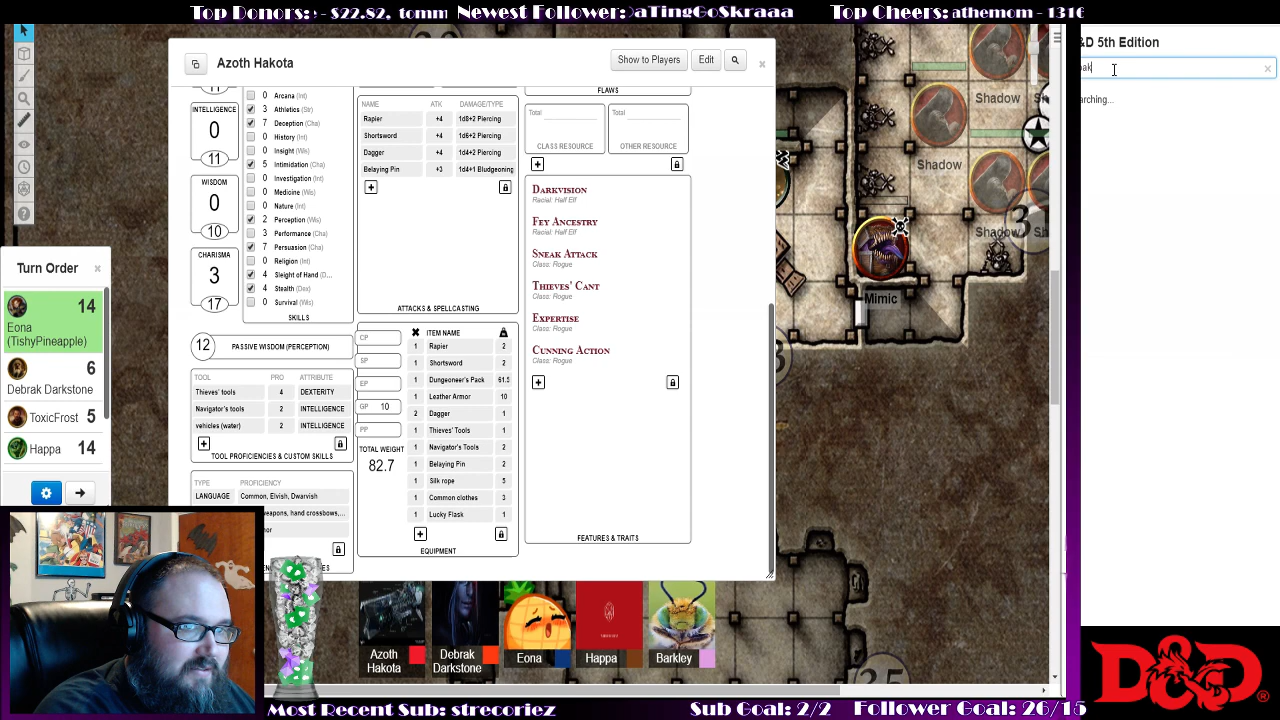 Top Donors: - $22.82, tomm Newest Follower: aTingGoSkraaa Top Cheers: athemom - 1316
Azoth Hakota
Show to Players
Edit
D 5th Edition
arching...
0 Arcana (Int)
3 Athletics (Str)
7 Deception (Cha)
0 History (Int)
0 Insight (Wis)
5 Intimidation (Cha)
0 Investigation (Int)
0 Medicine (Wis)
0 Nature (Int)
2 Perception (Wis)
3 Performance (Cha)
7 Persuasion (Cha)
0 Religion (Int)
4 Sleight of Hand (D...
4 Stealth (Dex)
0 Survival (Wis)
SKILLS
INTELLIGENCE
0
11
WISDOM
0
10
CHARISMA
3
17
12 PASSIVE WISDOM (PERCEPTION)
TOOL PRO ATTRIBUTE
Thieves' tools 4 DEXTERITY
Navigator's tools 2 INTELLIGENCE
vehicles (water) 2 INTELLIGENCE
TOOL PROFICIENCIES & CUSTOM SKILLS
TYPE PROFICIENCY
LANGUAGE Common, Elvish, Dwarvish
eapons, hand crossbows,...
NAME ATK DAMAGE/TYPE
Rapier +4 1d8+2 Piercing
Shortsword +4 1d6+2 Piercing
Dagger +4 1d4+2 Piercing
Belaying Pin +3 1d4+1 Bludgeoning
ATTACKS & SPELLCASTING
CP
SP
EP
GP 10
PP
TOTAL WEIGHT
82.7
ITEM NAME
1 Rapier 2
1 Shortsword 2
1 Dungeoneer's Pack 61.5
1 Leather Armor 10
2 Dagger 1
1 Thieves' Tools 1
1 Navigator's Tools 2
1 Belaying Pin 2
1 Silk rope 5
1 Common clothes 3
1 Lucky Flask 1
EQUIPMENT
FLAWS
Total
CLASS RESOURCE
Total
OTHER RESOURCE
DARKVISION
Racial: Half Elf
FEY ANCESTRY
Racial: Half Elf
SNEAK ATTACK
Class: Rogue
THIEVES' CANT
Class: Rogue
EXPERTISE
Class: Rogue
CUNNING ACTION
Class: Rogue
FEATURES & TRAITS
Turn Order
14
Eona
(TishyPineapple)
6
Debrak Darkstone
ToxicFrost 5
Happa 14
Shadow
Shadow
Shadow
Sh
Mimic
3
25
Azoth
Hakota
Debrak
Darkstone
Eona
Happa
Barkley
Most Recent Sub: strecoriez Sub Goal: 2/2 Follower Goal: 26/15